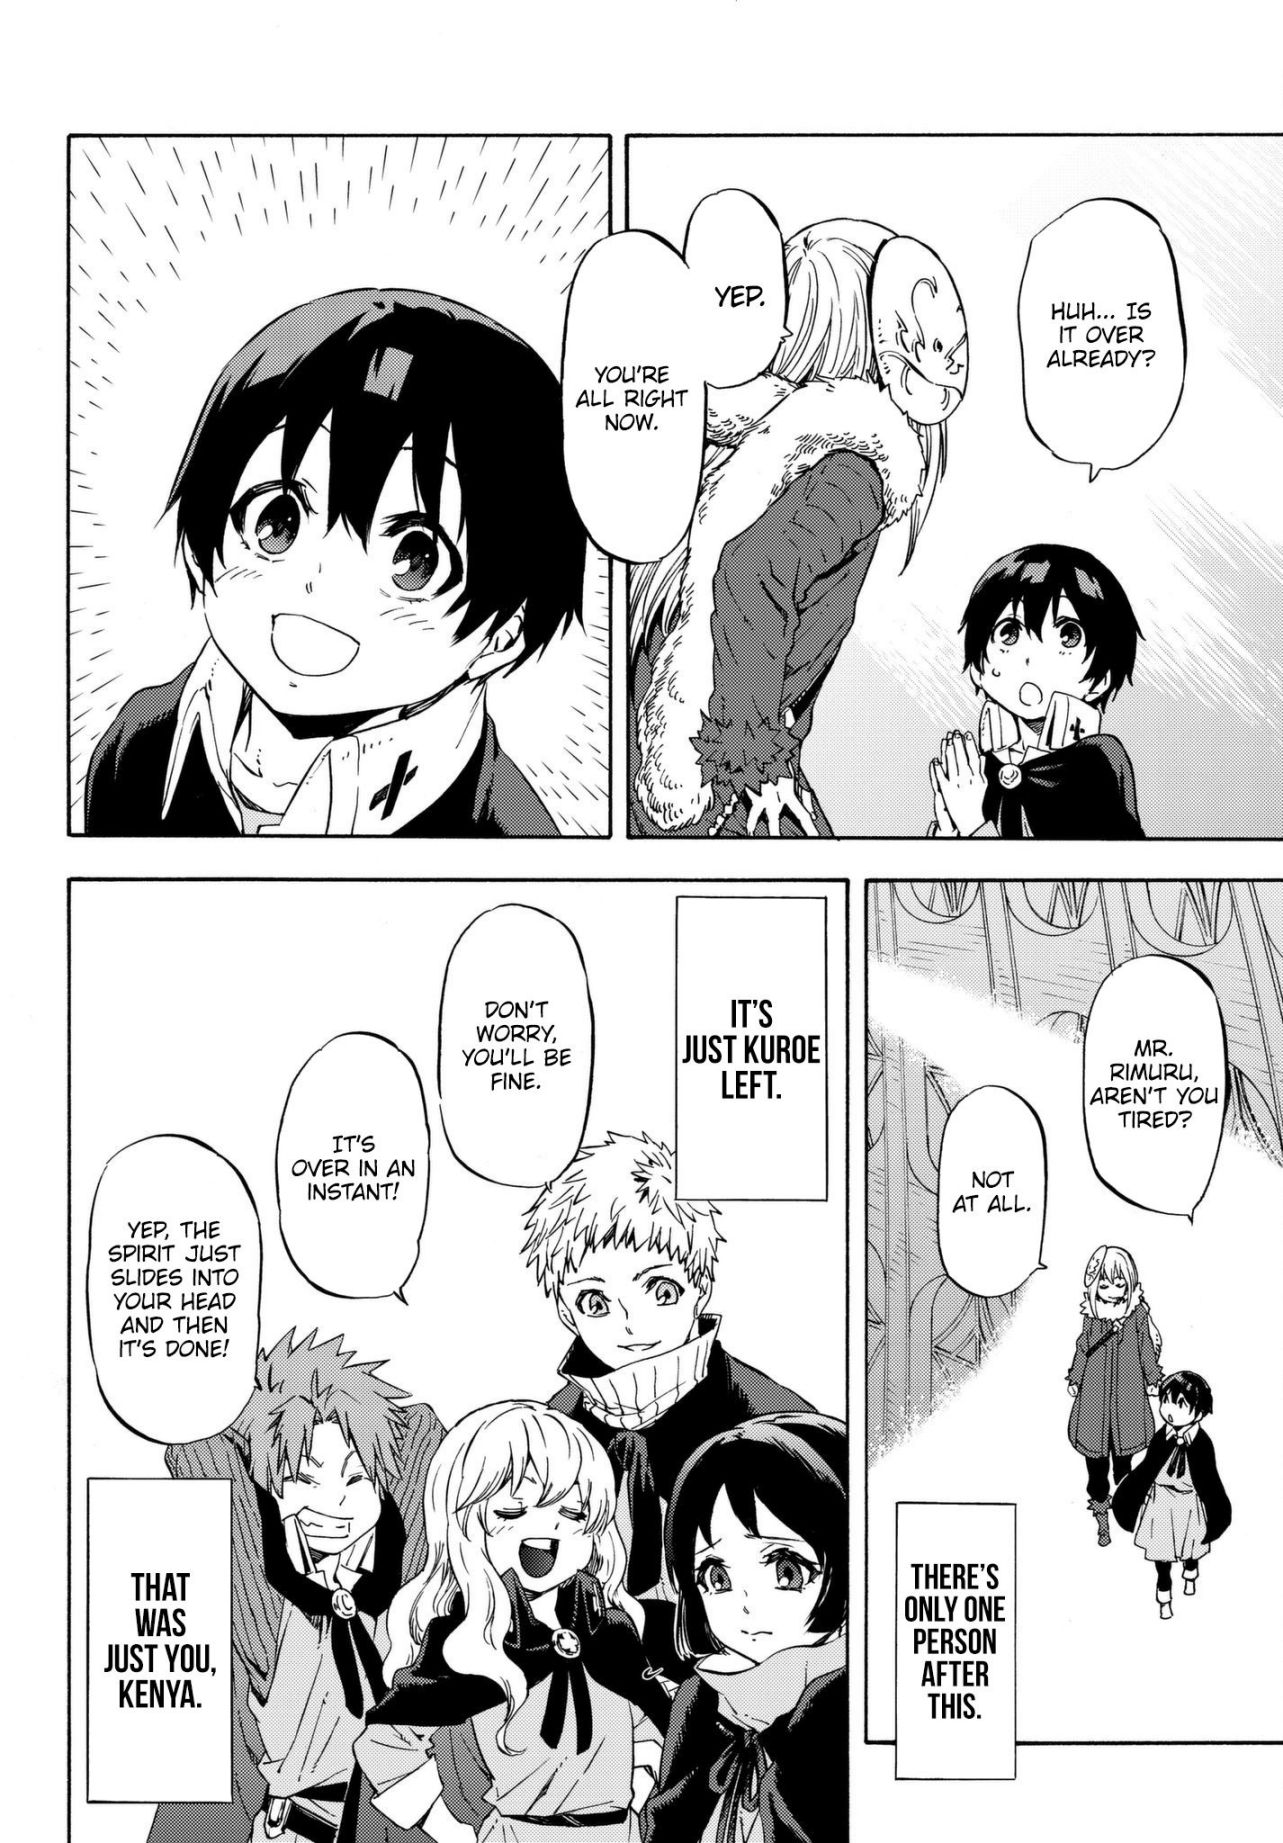 HUH... IS
IT OVER
ALREADY?
YEP.
YOU'RE
ALL RIGHT
NOW.
MR.
RIMURU,
AREN'T YOU
TIRED?
NOT
AT ALL.
THERE'S
ONLY ONE
PERSON
AFTER
THIS.
IT'S
JUST KUROE
LEFT.
DON'T
WORRY,
YOU'LL BE
FINE.
IT'S
OVER IN AN
INSTANT!
YEP, THE
SPIRIT JUST
SLIDES INTO
YOUR HEAD
AND THEN
IT'S DONE!
THAT
WAS
JUST YOU,
KENYA.